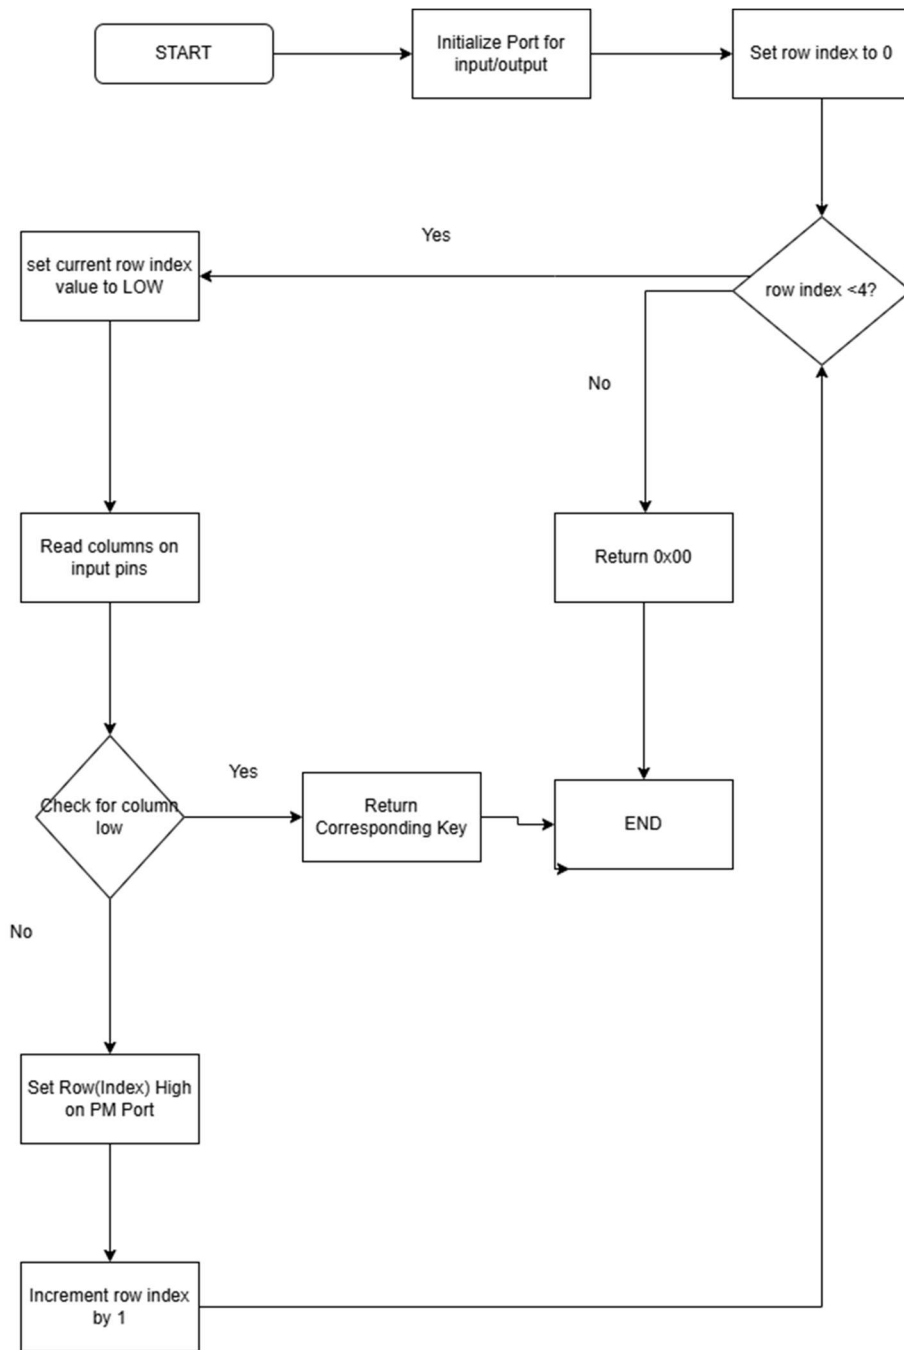 START
Initialize Port for
input/output
Set row index to 0
Yes
set current row index
value to LOW
row index <4?
No
Read columns on
input pins
Return 0x00
Check for column
low
Yes
Return
Corresponding Key
END
No
Set Row(Index) High
on PM Port
Increment row index
by 1